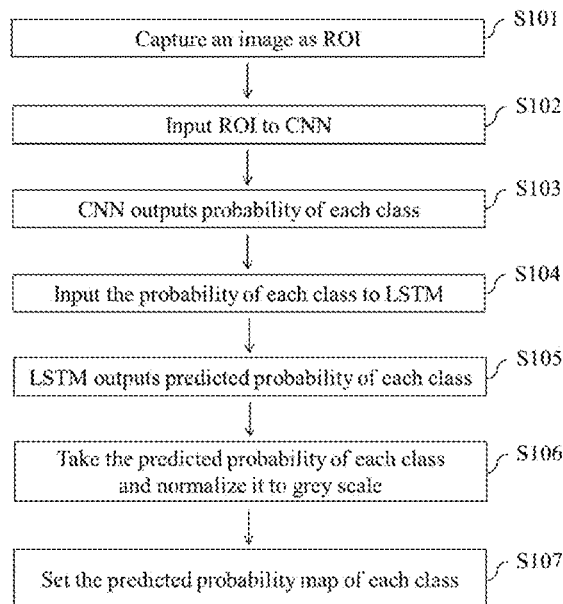 S101
Capture an image as ROI
S102
Input ROI to CNN
S103
CNN outputs probability of each class
S104
Input the probability of each class to LSTM
S105
LSTM outputs predicted probability of each class
S106
Take the predicted probability of each class
and normalize it to grey scale
S107
Set the predicted probability map of each class